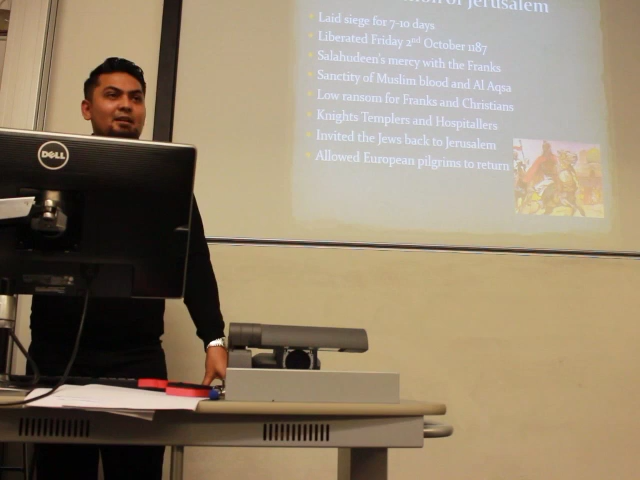 of Jerusalem
Laid siege for 7-10 days
Liberated Friday 2nd October 1187
Salahudeen's mercy with the Franks
Sanctity of Muslim blood and Al Aqsa
Low ransom for Franks and Christians
Knights Templers and Hospitallers
Invited the Jews back to Jerusalem
Allowed European pilgrims to return
DELL